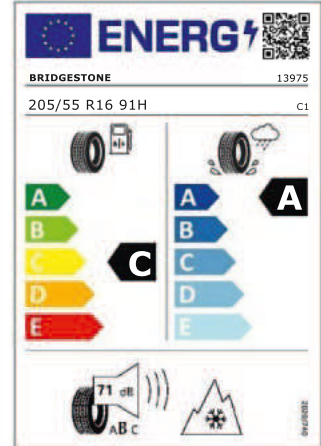 ENERG
BRIDGESTONE 13975
205/55 R16 91H C1
A A A
B B
C C C
D D
E E
71 dB
ABC
2020/740